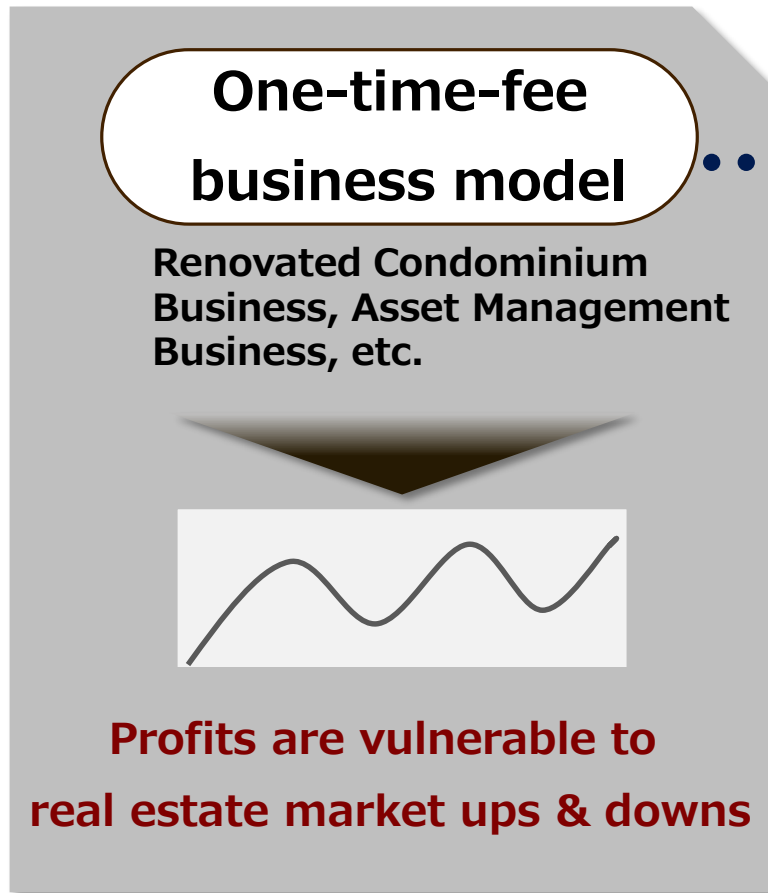 One-time-fee
business model
Renovated Condominium
Business, Asset Management
Business, etc.
Profits are vulnerable to
real estate market ups & downs